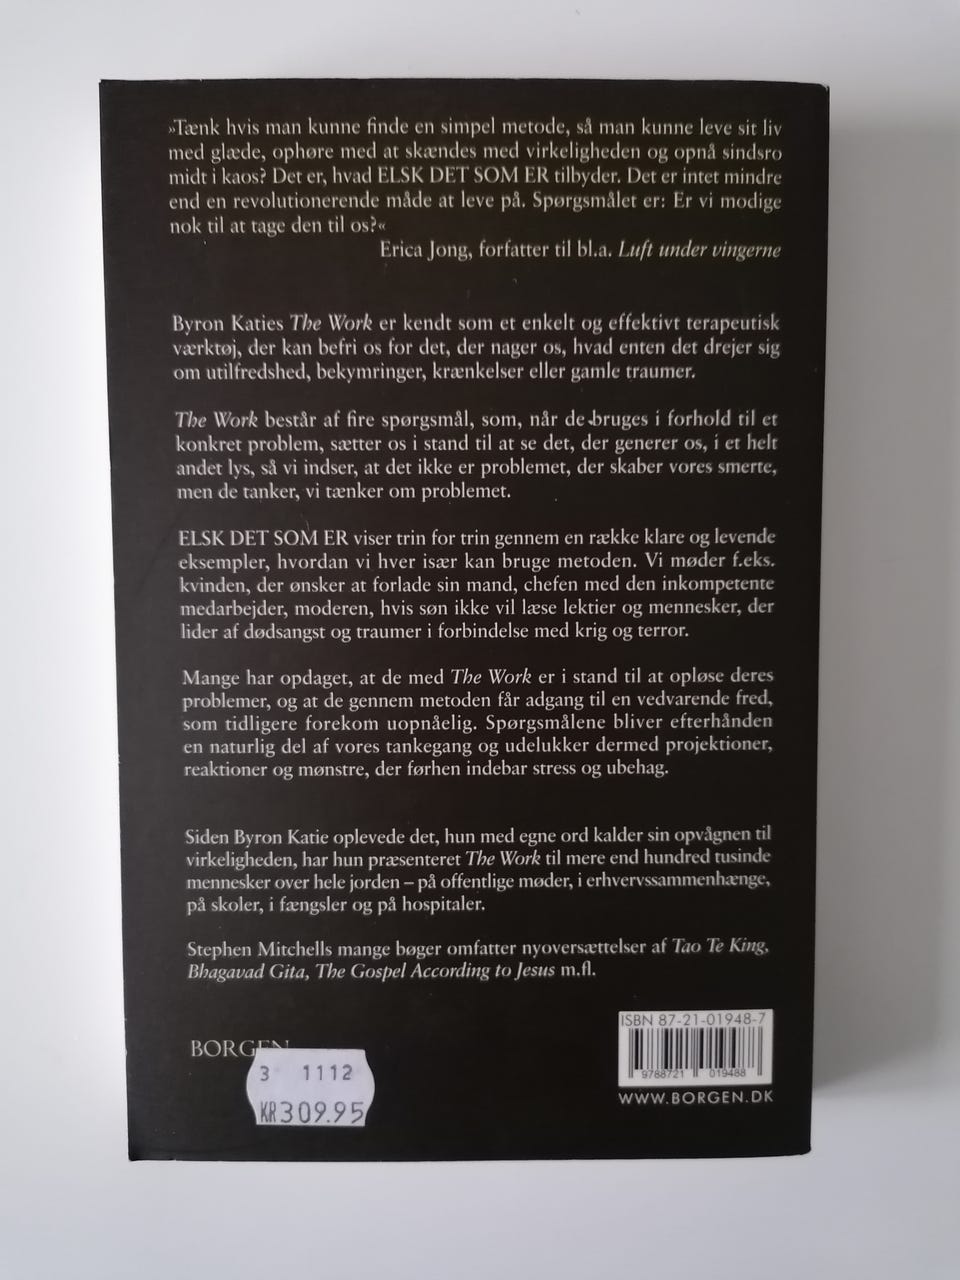 »Tænk hvis man kunne finde en simpel metode, så man kunne leve sit liv
med glæde, ophøre med at skændes med virkeligheden og opnå sindsro
midt i kaos? Det er, hvad ELSK DET SOM ER tilbyder. Det er intet mindre
end en revolutionerende måde at leve på. Spørgsmålet er: Er vi modige
nok til at tage den til os?«
Erica Jong, forfatter til bl.a. Luft under vingerne
Byron Katies The Work er kendt som et enkelt og effektivt terapeutisk
værktøj, der kan befri os for det, der nager os, hvad enten det drejer sig
om utilfredshed, bekymringer, krænkelser eller gamle traumer.
The Work består af fire spørgsmål, som, når de bruges i forhold til et
konkret problem, sætter os i stand til at se det, der generer os, i et helt
andet lys, så vi indser, at det ikke er problemet, der skaber vores smerte,
men de tanker, vi tænker om problemet.
ELSK DET SOM ER viser trin for trin gennem en række klare og levende
eksempler, hvordan vi hver især kan bruge metoden. Vi møder f.eks.
kvinden, der ønsker at forlade sin mand, chefen med den inkompetente
medarbejder, moderen, hvis søn ikke vil læse lektier og mennesker, der
lider af dødsangst og traumer i forbindelse med krig og terror.
Mange har opdaget, at de med The Work er i stand til at opløse deres
problemer, og at de gennem metoden får adgang til en vedvarende fred,
som tidligere forekom uopnåelig. Spørgsmålene bliver efterhånden
en naturlig del af vores tankegang og udelukker dermed projektioner,
reaktioner og mønstre, der førhen indebar stress og ubehag.
Siden Byron Katie oplevede det, hun med egne ord kalder sin opvågnen til
virkeligheden, har hun præsenteret The Work til mere end hundred tusinde
mennesker over hele jorden – på offentlige møder, i erhvervssammenhænge,
på skoler, i fængsler og på hospitaler.
Stephen Mitchells mange bøger omfatter nyoversættelser af Tao Te King,
Bhagavad Gita, The Gospel According to Jesus m.fl.
BORGEN
3 1112
KR309.95
ISBN 87-21-01948-7
9788721 019488
WWW.BORGEN.DK